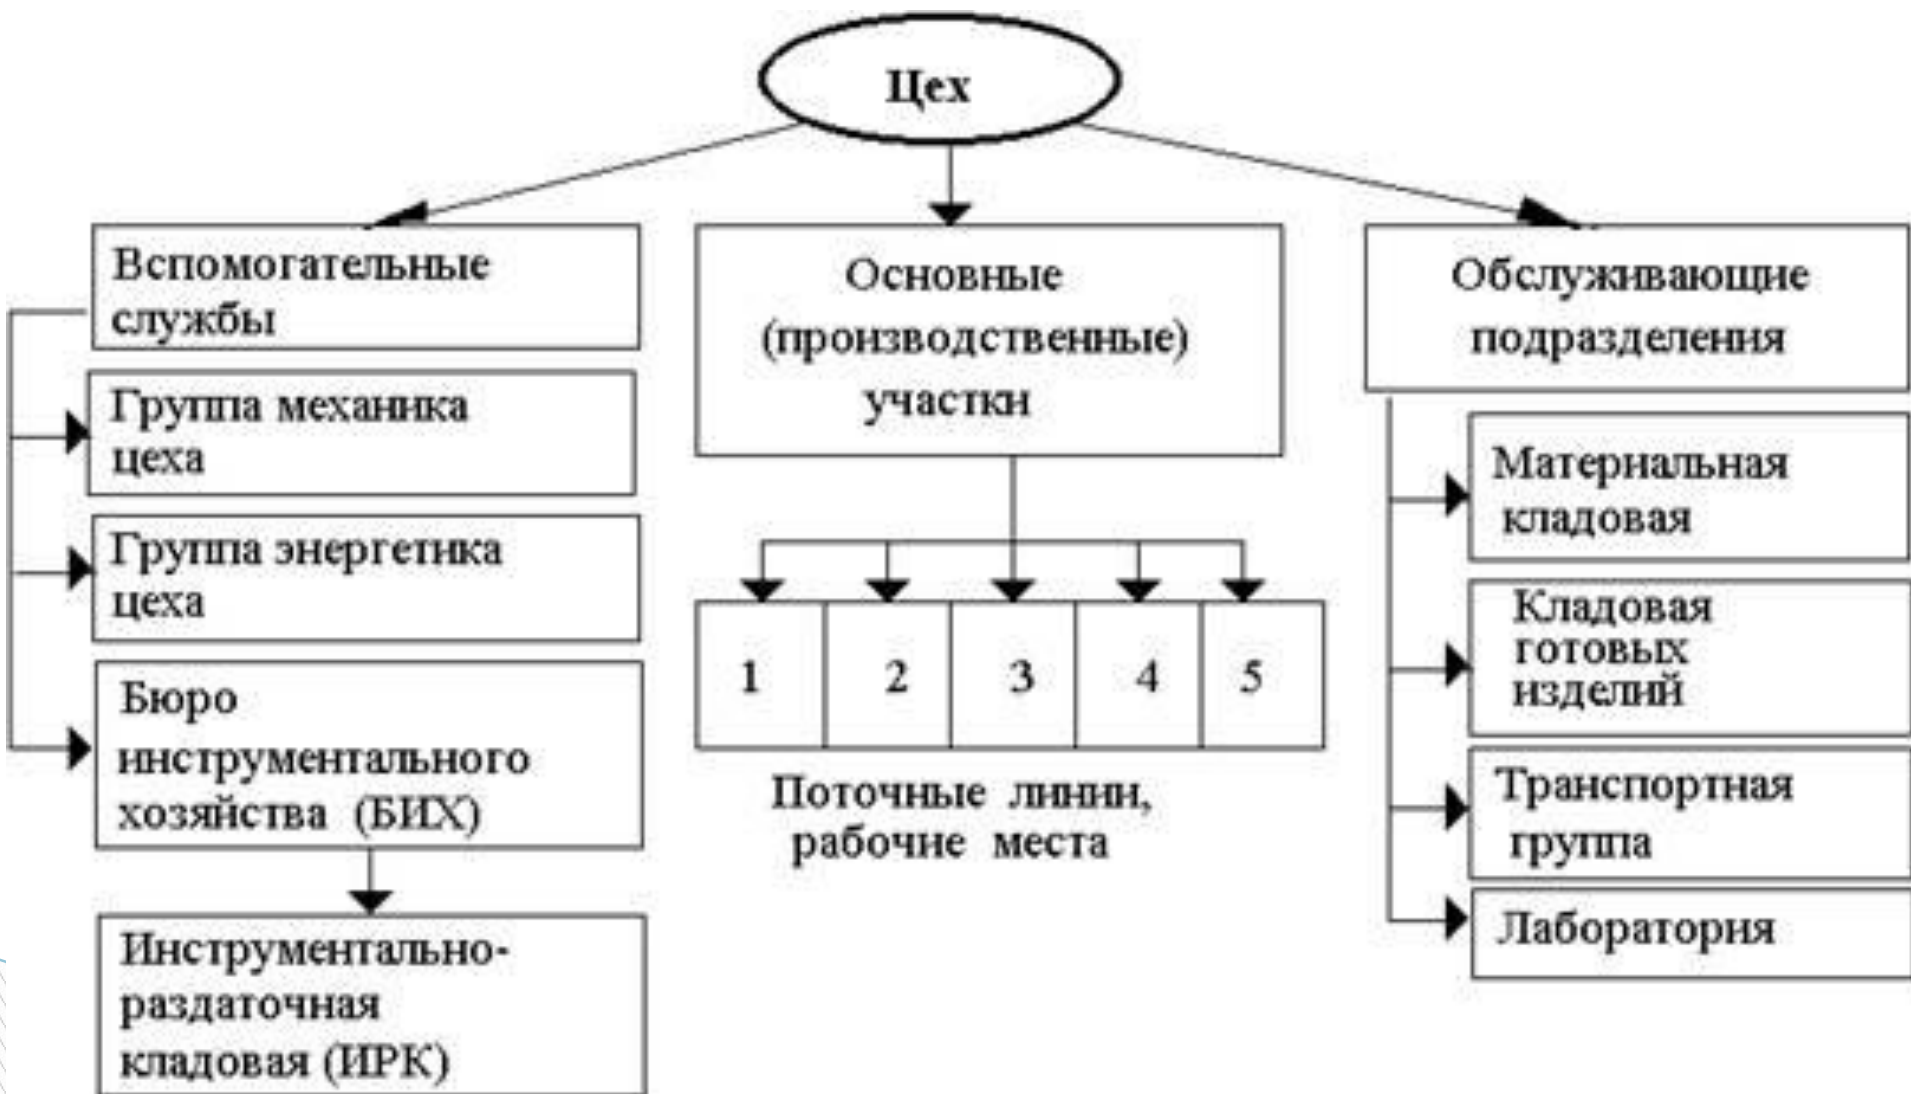 Цех
Вспомогательные
службы
Группа механика
цеха
Группа энергетика
цеха
Бюро
инструментального
хозяйства (БИХ)
Инструментально-
раздаточная
кладовая (ИРК)
Основные
(производственные)
участки
1 2 3 4 5
Поточные линии,
рабочие места
Обслуживающие
подразделения
Материальная
кладовая
Кладовая
готовых
изделий
Транспортная
группа
Лаборатория